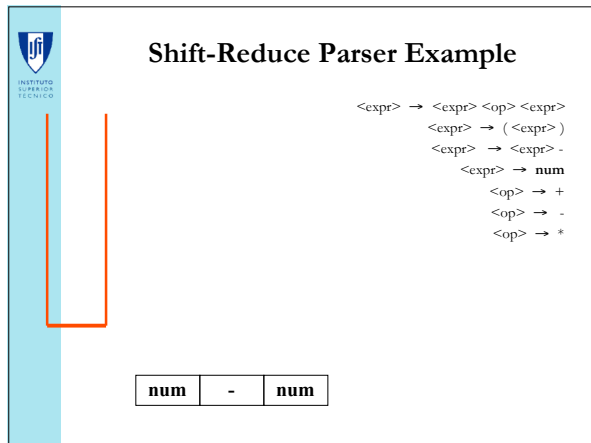 INSTITUTO
SUPERIOR
TÉCNICO
Shift-Reduce Parser Example
<expr> → <expr> <op> <expr>
<expr> → ( <expr> )
<expr> → <expr> -
<expr> → num
<op> → +
<op> → -
<op> → *
num - num